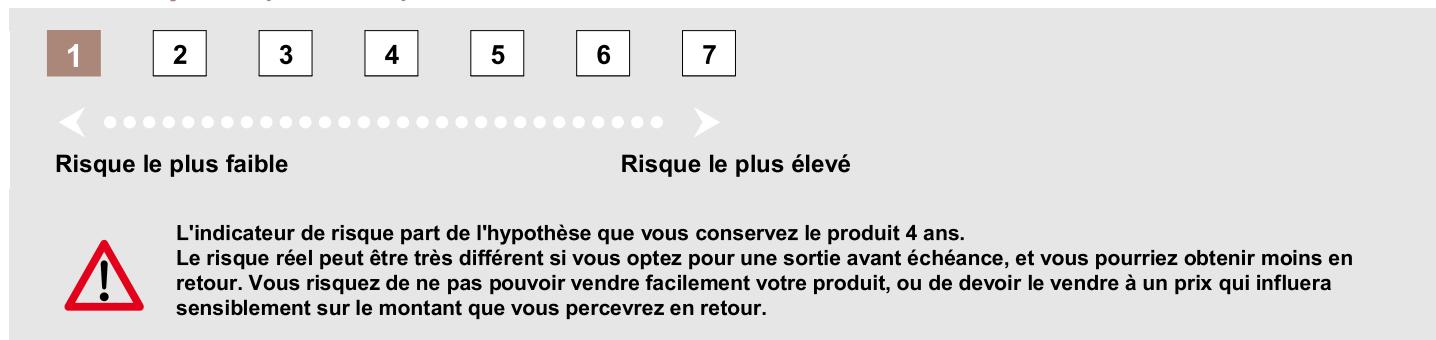 1 2 3 4 5 6 7
Risque le plus faible Risque le plus élevé
L'indicateur de risque part de l'hypothèse que vous conservez le produit 4 ans.
Le risque réel peut être très différent si vous optez pour une sortie avant échéance, et vous pourriez obtenir moins en
retour. Vous risquez de ne pas pouvoir vendre facilement votre produit, ou de devoir le vendre à un prix qui influera
sensiblement sur le montant que vous percevrez en retour.